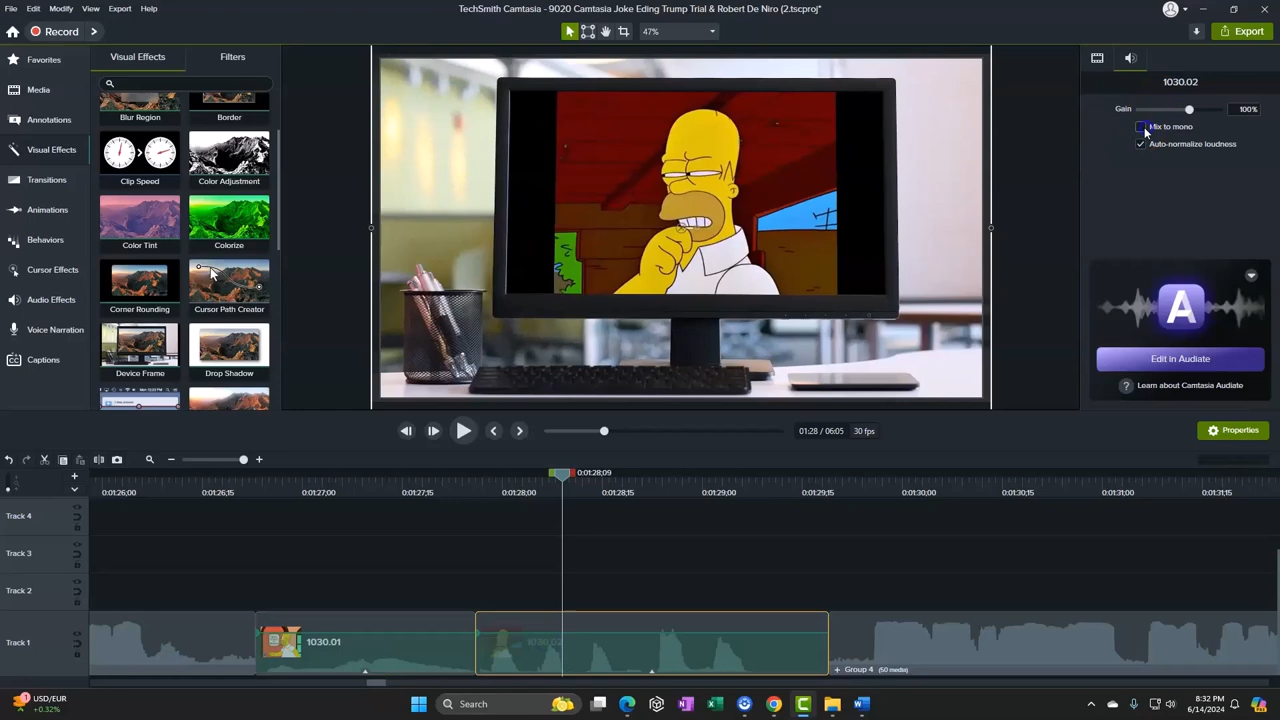 TechSmith Camtasia - 9020 Camtasia Joke Eding Trump Trial & Robert De Niro (2.tscproj*
File Edit Modify View Export Help
Record
47%
Export
Favorites
Media
Annotations
Visual Effects
Transitions
Animations
Behaviors
Cursor Effects
Audio Effects
Voice Narration
Captions
Visual Effects Filters
Blur Region Border
Clip Speed Color Adjustment
Color Tint Colorize
Corner Rounding Cursor Path Creator
Device Frame Drop Shadow
1030.02
Gain 100%
Mix to mono
Auto-normalize loudness
A
Edit in Audiate
? Learn about Camtasia Audiate
01:28 / 06:05 30 fps
Properties
0:01:28;09
0:01:26;00 0:01:26;15 0:01:27;00 0:01:27;15 0:01:28;00 0:01:28;15 0:01:29;00 0:01:29;15 0:01:30;00 0:01:30;15 0:01:31;00 0:01:31;15
Track 4
Track 3
Track 2
Track 1
1030.01
1030.02
+ Group 4 (50 media)
USD/EUR
+0.32%
Search
8:32 PM
6/14/2024